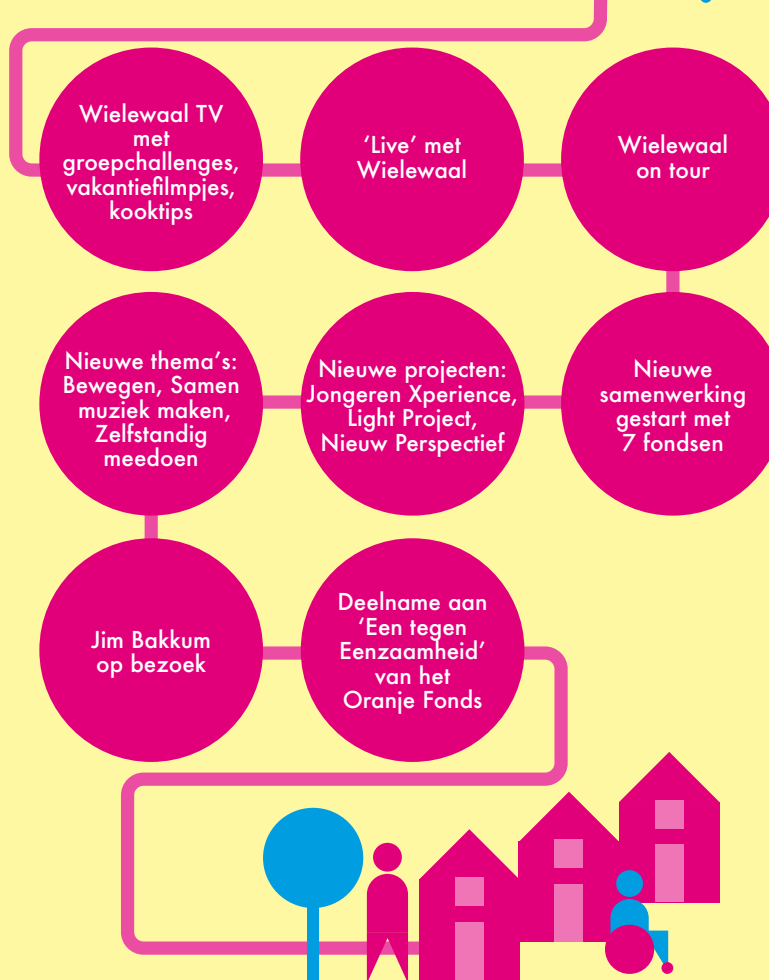 Wielewaal TV
met
groepchallenges,
vakantiefilmpjes,
kooktips
‘Live’ met
Wielewaal
Wielewaal
on tour
Nieuwe
samenwerking
gestart met
7 fondsen
Nieuwe projecten:
Jongeren Xperience,
Light Project,
Nieuw Perspectief
Nieuwe thema’s:
Bewegen, Samen
muziek maken,
Zelfstandig
meedoen
Jim Bakkum
op bezoek
Deelname aan
‘Een tegen
Eenzaamheid’
van het
Oranje Fonds